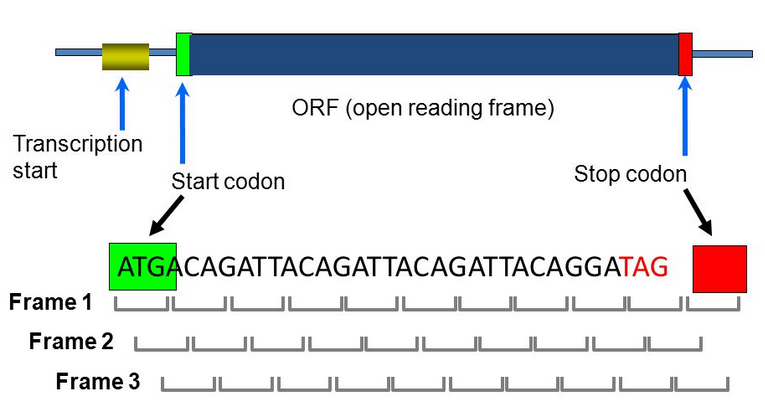 ORF (open reading frame)
Transcription
start
Start codon
Stop codon
ATGACAGATTACAGATTACAGATTACAGGATAG
Frame 1
Frame 2
Frame 3